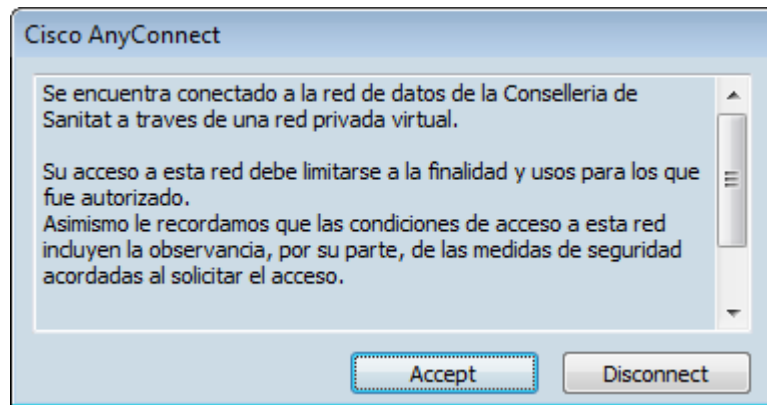 Cisco AnyConnect
Se encuentra conectado a la red de datos de la Conselleria de
Sanitat a traves de una red privada virtual.
Su acceso a esta red debe limitarse a la finalidad y usos para los que
fue autorizado.
Asimismo le recordamos que las condiciones de acceso a esta red
incluyen la observancia, por su parte, de las medidas de seguridad
acordadas al solicitar el acceso.
Accept
Disconnect